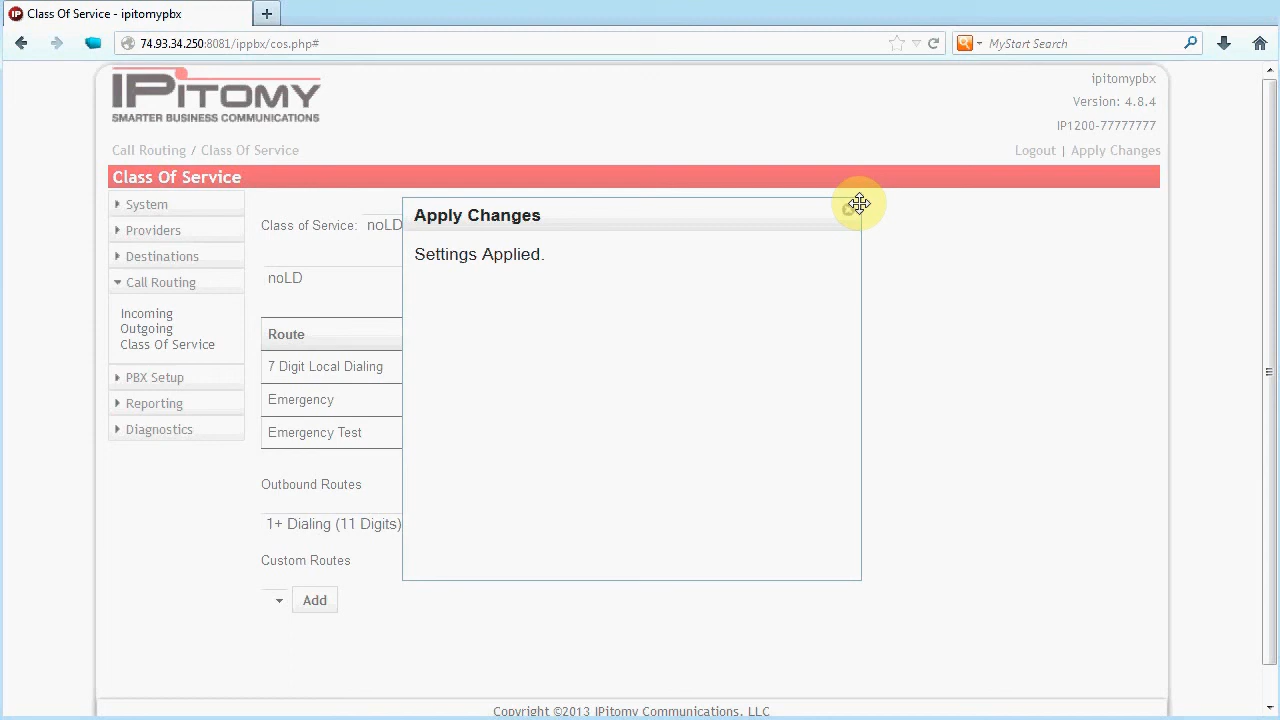 Class Of Service - ipitomypbx
74.93.34.250:8081/ippbx/cos.php#
MyStart Search
IPITOMY
SMARTER BUSINESS COMMUNICATIONS
ipitomypbx
Version: 4.8.4
IP1200-77777777
Call Routing / Class Of Service
Logout | Apply Changes
Class Of Service
System
Providers
Destinations
Call Routing
Incoming
Outgoing
Class Of Service
PBX Setup
Reporting
Diagnostics
Class of Service: noLD
noLD
Route
7 Digit Local Dialing
Emergency
Emergency Test
Outbound Routes
1+ Dialing (11 Digits)
Custom Routes
Add
Apply Changes
Settings Applied.
Copyright ©2013 IPitomy Communications, LLC